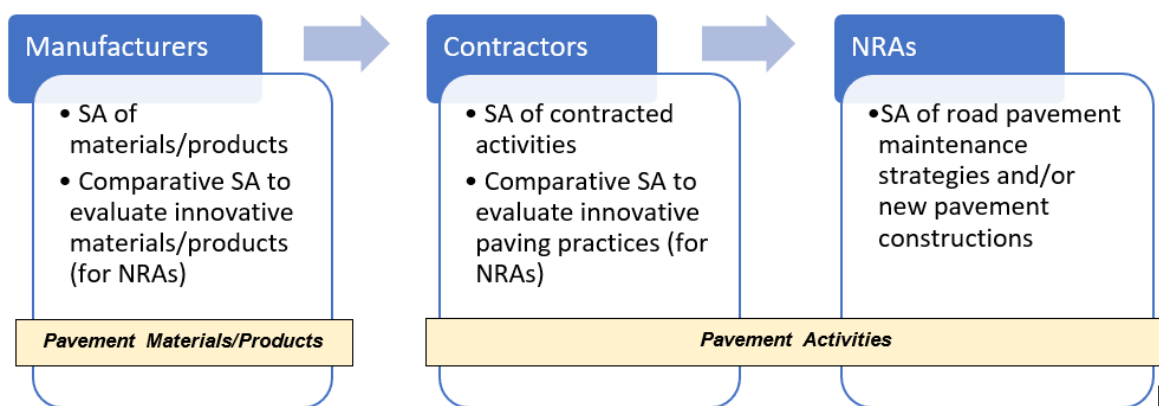 Manufacturers
• SA of
materials/products
• Comparative SA to
evaluate innovative
materials/products
(for NRAs)
Pavement Materials/Products
Contractors
• SA of contracted
activities
• Comparative SA to
evaluate innovative
paving practices (for
NRAs)
NRAs
•SA of road pavement
maintenance
strategies and/or
new pavement
constructions
Pavement Activities